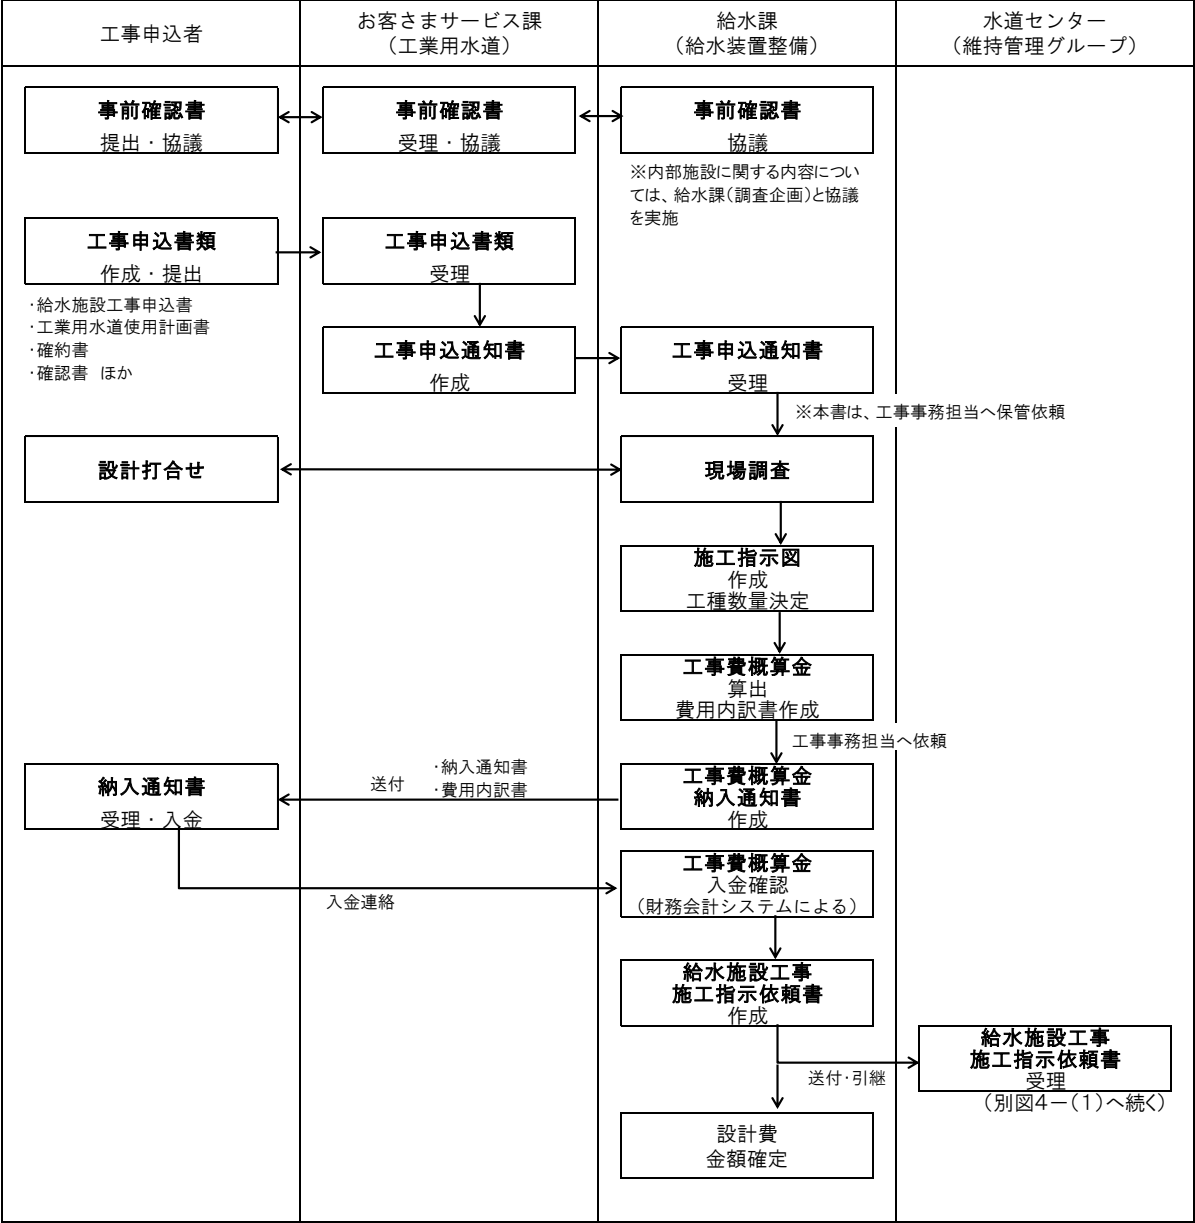 工事申込者
お客さまサービス課
（工業用水道）
給水課
（給水装置整備）
水道センター
（維持管理グループ）
事前確認書
提出・協議
事前確認書
受理・協議
事前確認書
協議
※内部施設に関する内容につい
ては、給水課（調査企画）と協議
を実施
工事申込書類
作成・提出
工事申込書類
受理
・給水施設工事申込書
・工業用水道使用計画書
・確約書
・確認書　ほか
工事申込通知書
作成
工事申込通知書
受理
※本書は、工事事務担当へ保管依頼
設計打合せ
現場調査
施工指示図
作成
工種数量決定
工事費概算金
算出
費用内訳書作成
工事事務担当へ依頼
納入通知書
受理・入金
送付
・納入通知書
・費用内訳書
工事費概算金
納入通知書
作成
入金連絡
工事費概算金
入金確認
（財務会計システムによる）
給水施設工事
施工指示依頼書
作成
送付・引継
給水施設工事
施工指示依頼書
受理
（別図４－（１）へ続く）
設計費
金額確定